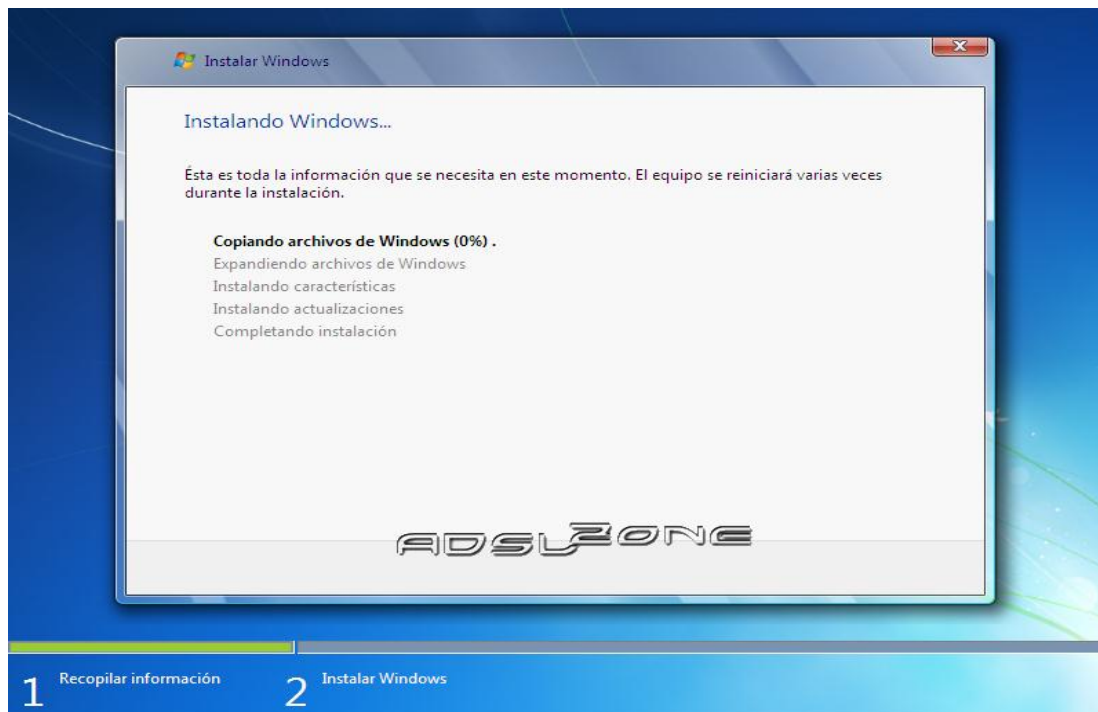 Instalar Windows
Instalando Windows...
Ésta es toda la información que se necesita en este momento. El equipo se reiniciará varias veces
durante la instalación.
Copiando archivos de Windows (0%) .
Expandiendo archivos de Windows
Instalando características
Instalando actualizaciones
Completando instalación
ADSLZONE
1 Recopilar información 2 Instalar Windows